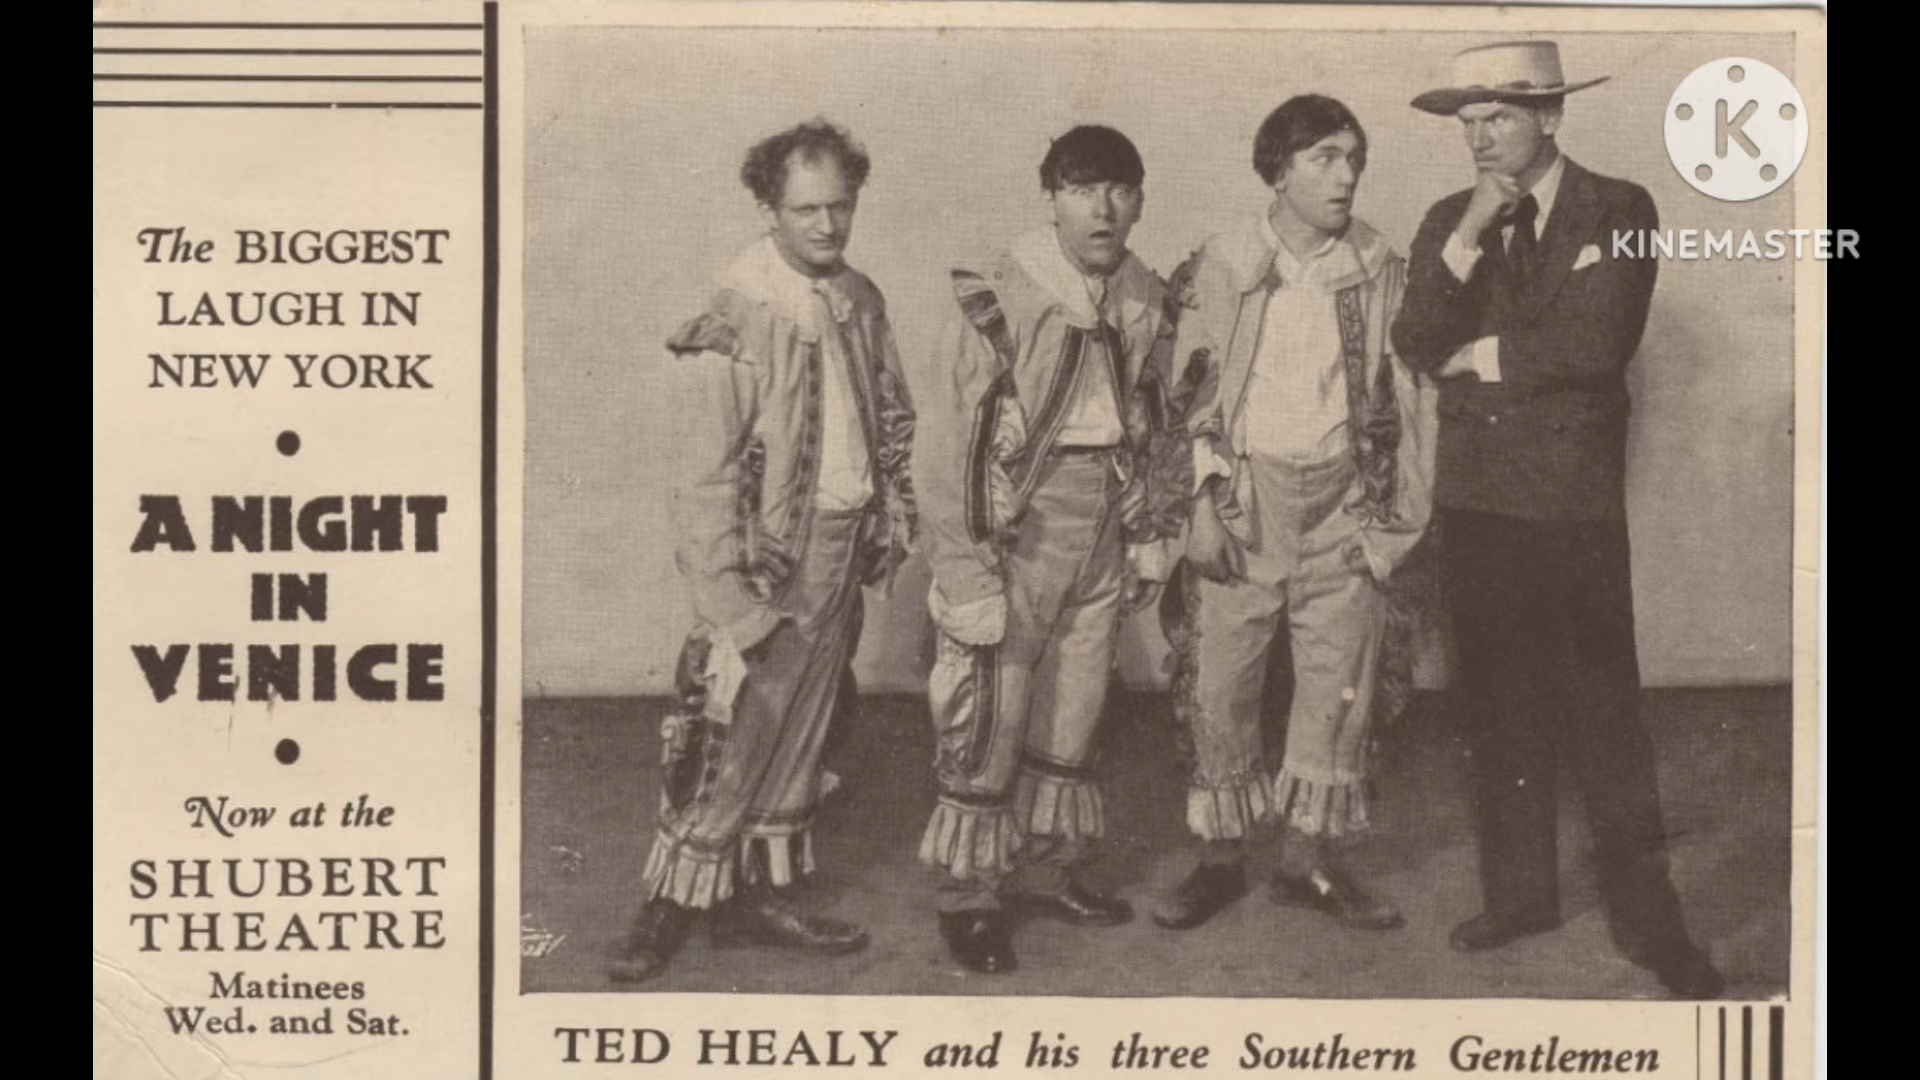 The BIGGEST
LAUGH IN
NEW YORK
A NIGHT
IN
VENICE
Now at the
SHUBERT
THEATRE
Matinees
Wed. and Sat.
TED HEALY and his three Southern Gentlemen
K
KINEMASTER